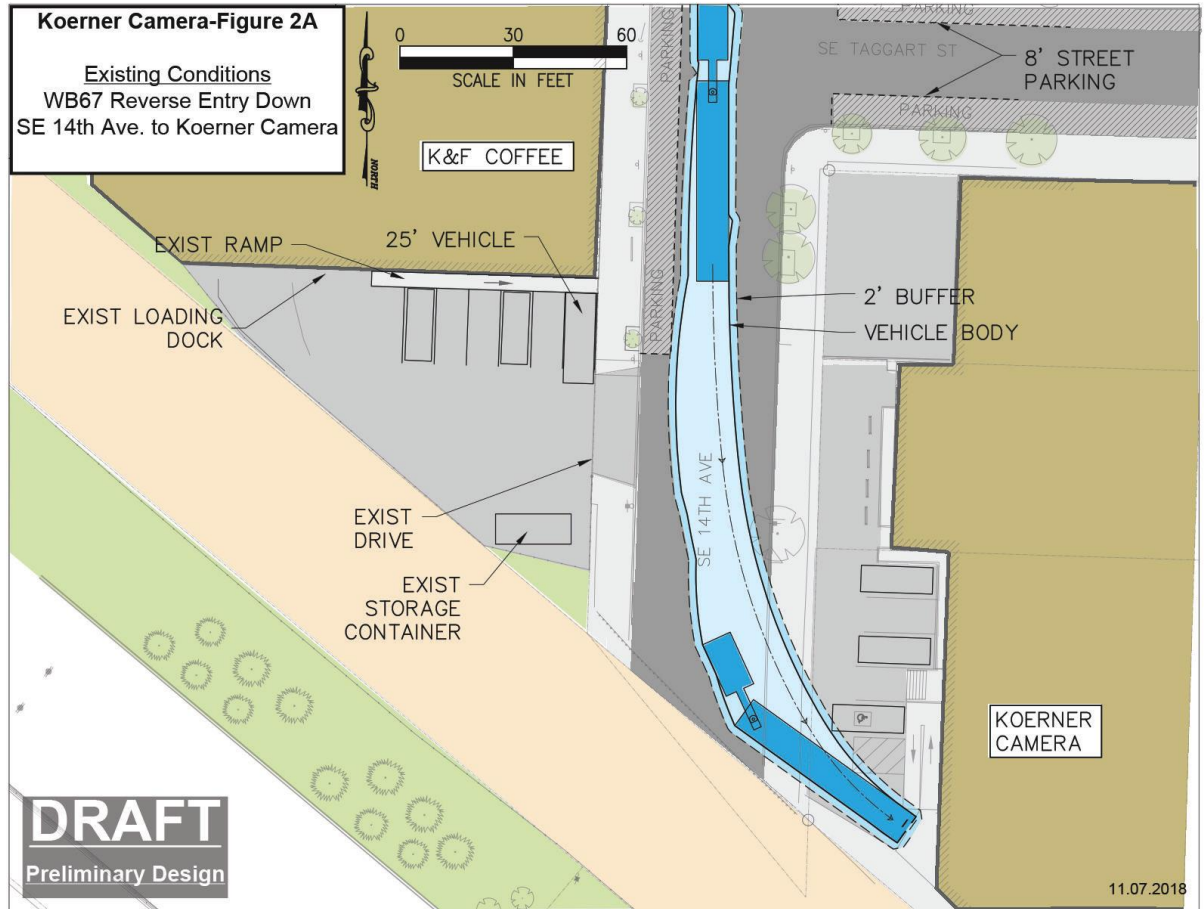 Koerner Camera-Figure 2A
Existing Conditions
WB67 Reverse Entry Down
SE 14th Ave. to Koerner Camera
0 30 60
SCALE IN FEET
NORTH
PARKING
PARKING
SE TAGGART ST
8' STREET
PARKING
PARKING
K&F COFFEE
EXIST RAMP
25' VEHICLE
PARKING
EXIST LOADING
DOCK
2' BUFFER
VEHICLE BODY
SE 14TH AVE
EXIST
DRIVE
EXIST
STORAGE
CONTAINER
KOERNER
CAMERA
DRAFT
Preliminary Design
11.07.2018